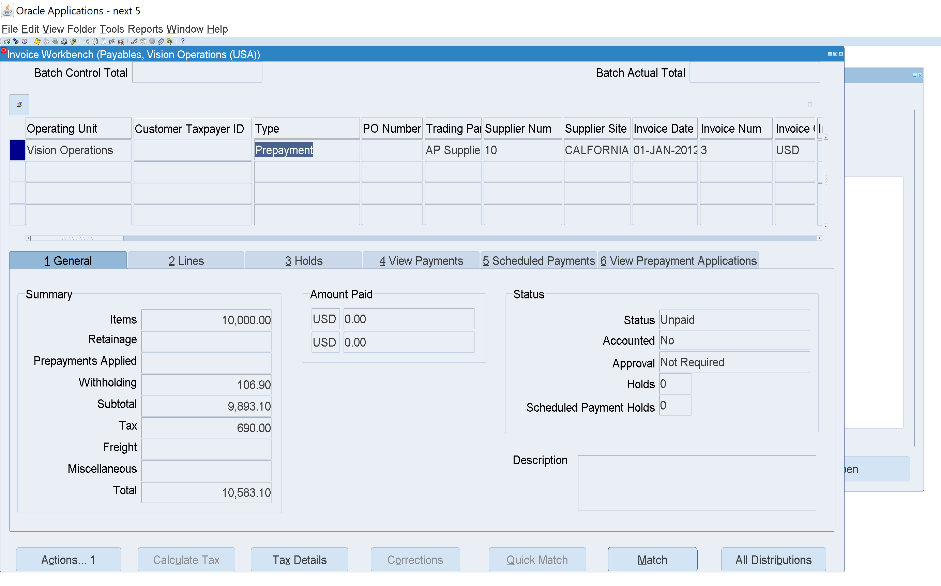 Oracle Applications - next 5
File Edit View Folder Tools Reports Window Help
Invoice Workbench (Payables, Vision Operations (USA))
Batch Control Total
Batch Actual Total
Operating Unit Customer Taxpayer ID Type PO Number Trading Pa Supplier Num Supplier Site Invoice Date Invoice Num Invoice
Vision Operations Prepayment AP Supplie 10 CALFORNIA 01-JAN-2012 3 USD
1 General 2 Lines 3 Holds 4 View Payments 5 Scheduled Payments 6 View Prepayment Applications
Summary
Items 10,000.00
Retainage
Prepayments Applied
Withholding 106.90
Subtotal 9,893.10
Tax 690.00
Freight
Miscellaneous
Total 10,583.10
Amount Paid
USD 0.00
USD 0.00
Status
Status Unpaid
Accounted No
Approval Not Required
Holds 0
Scheduled Payment Holds 0
Description
Actions... 1 Calculate Tax Tax Details Corrections Quick Match Match All Distributions